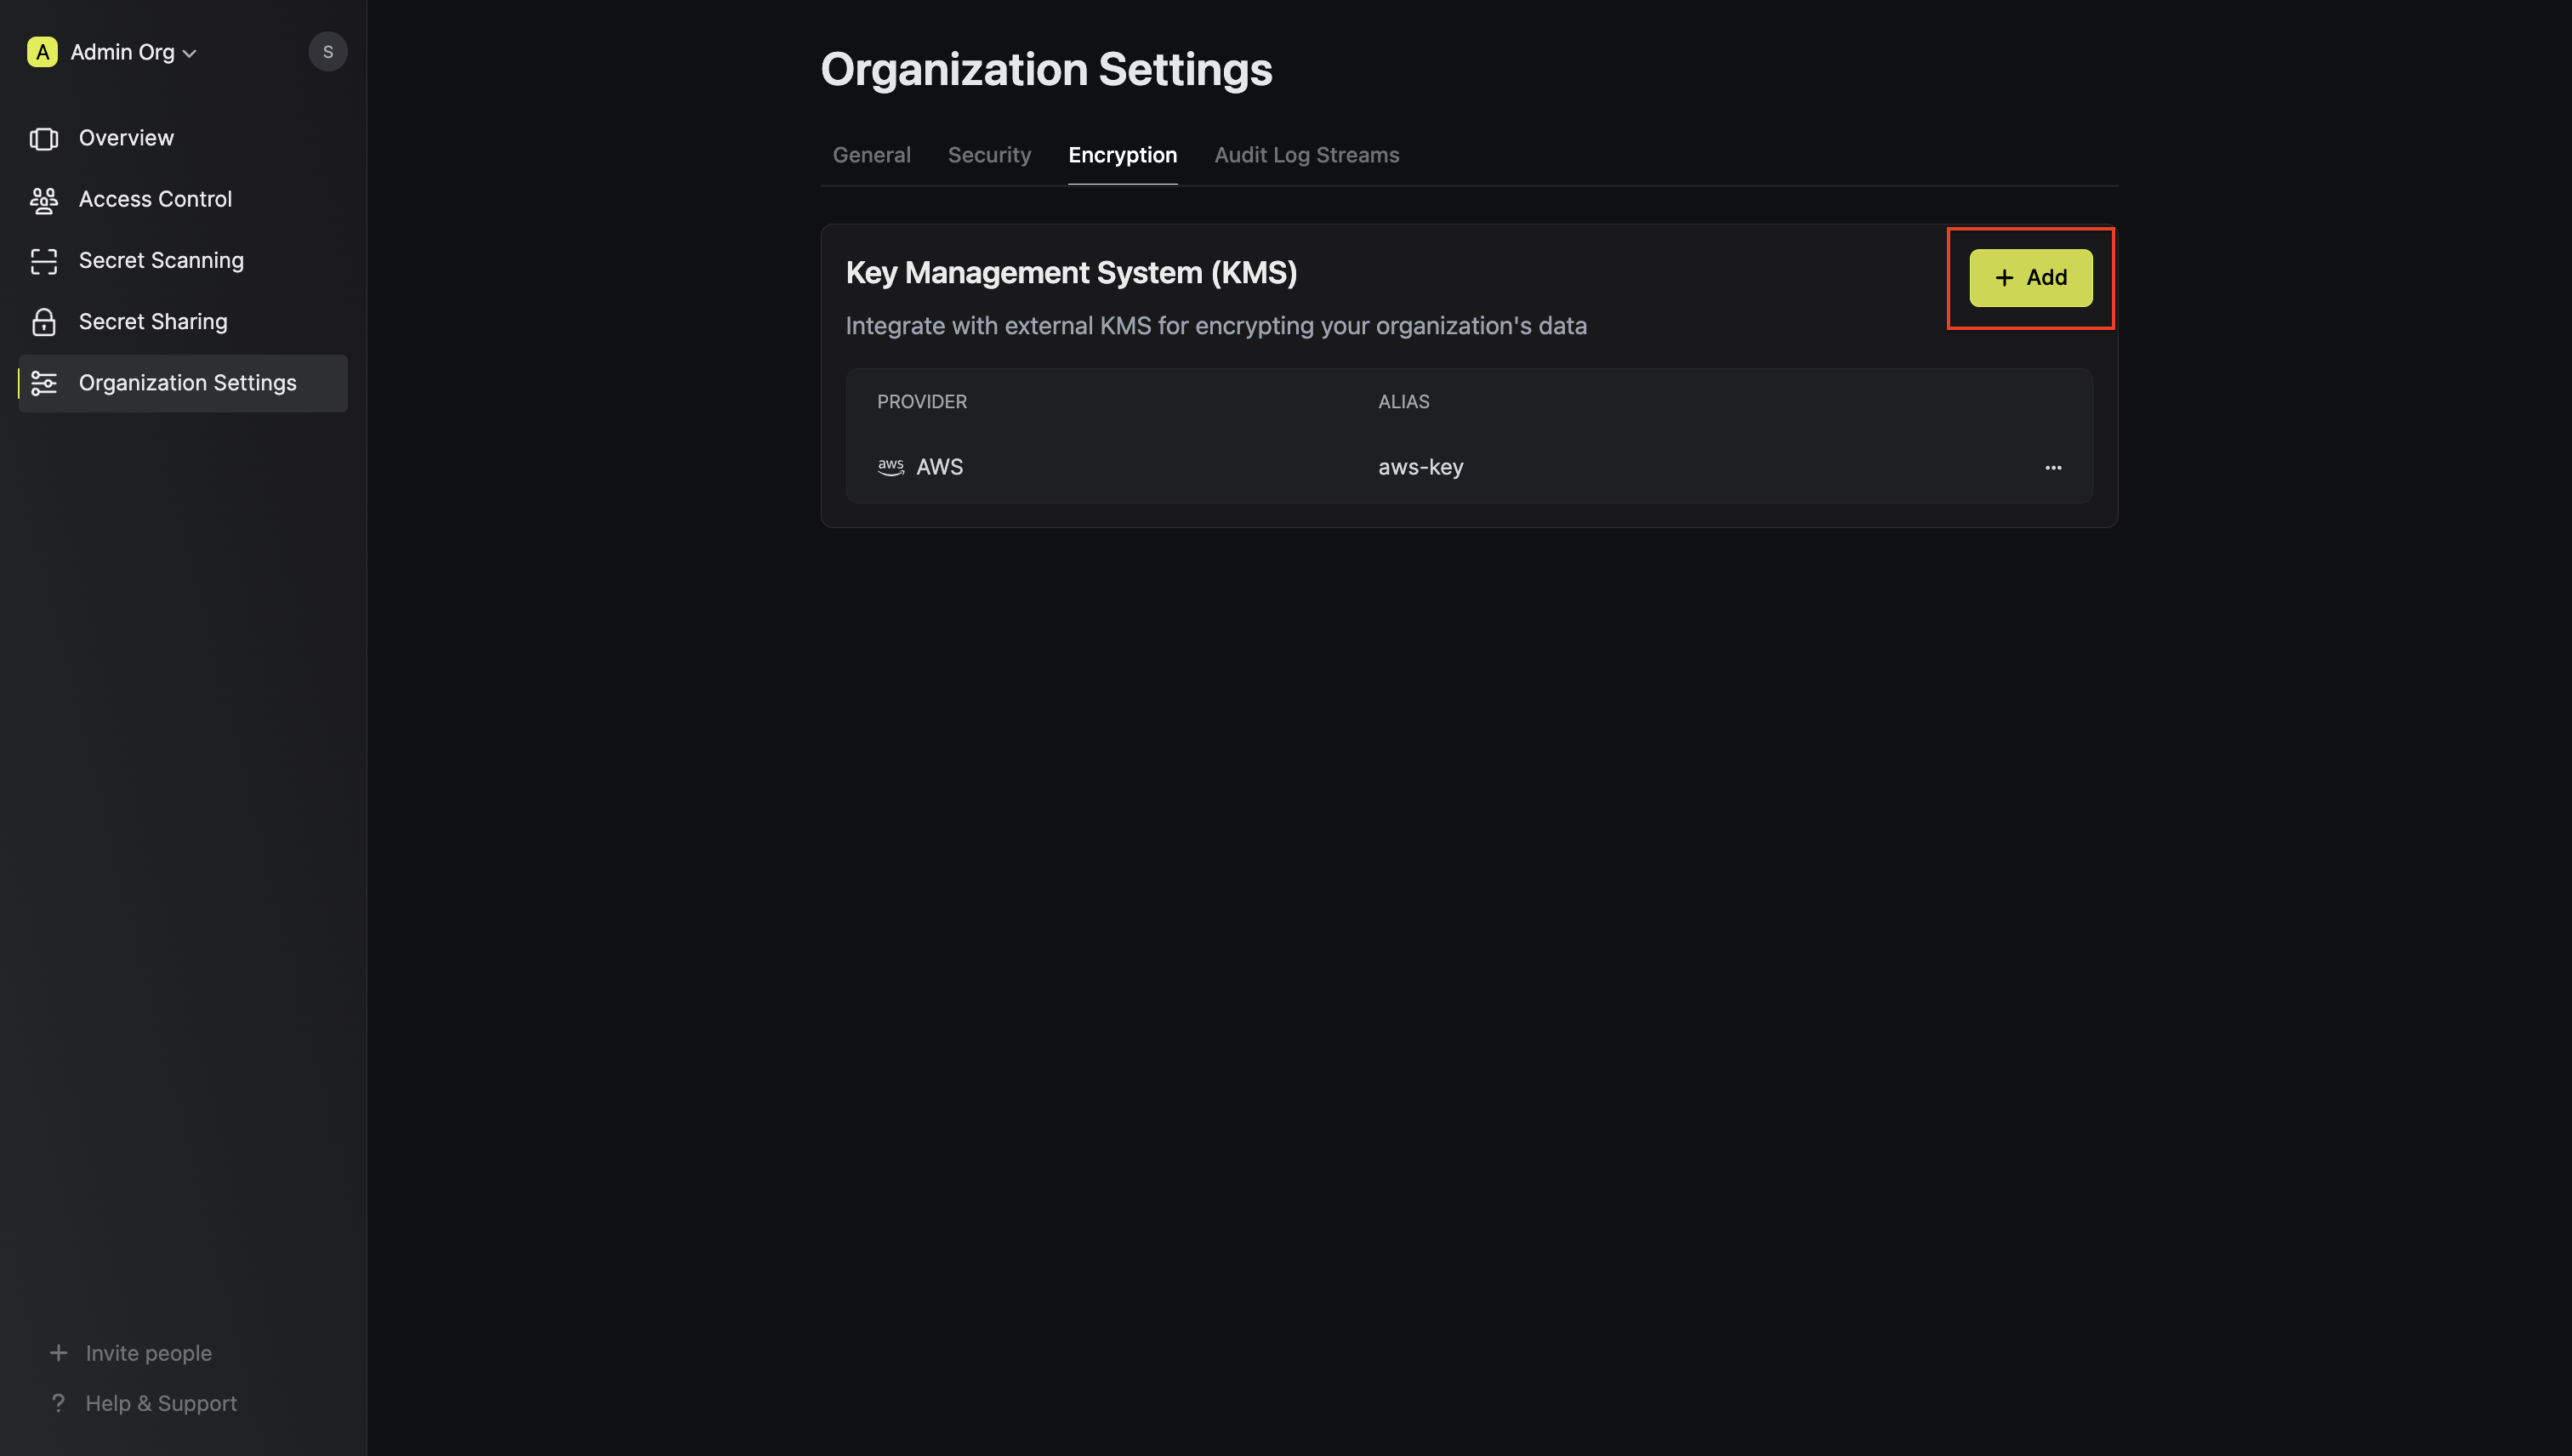 A Admin Org
S
Overview
Access Control
Secret Scanning
Secret Sharing
Organization Settings
Invite people
? Help & Support
Organization Settings
General Security Encryption Audit Log Streams
Key Management System (KMS)
+ Add
Integrate with external KMS for encrypting your organization's data
PROVIDER ALIAS
aws AWS aws-key